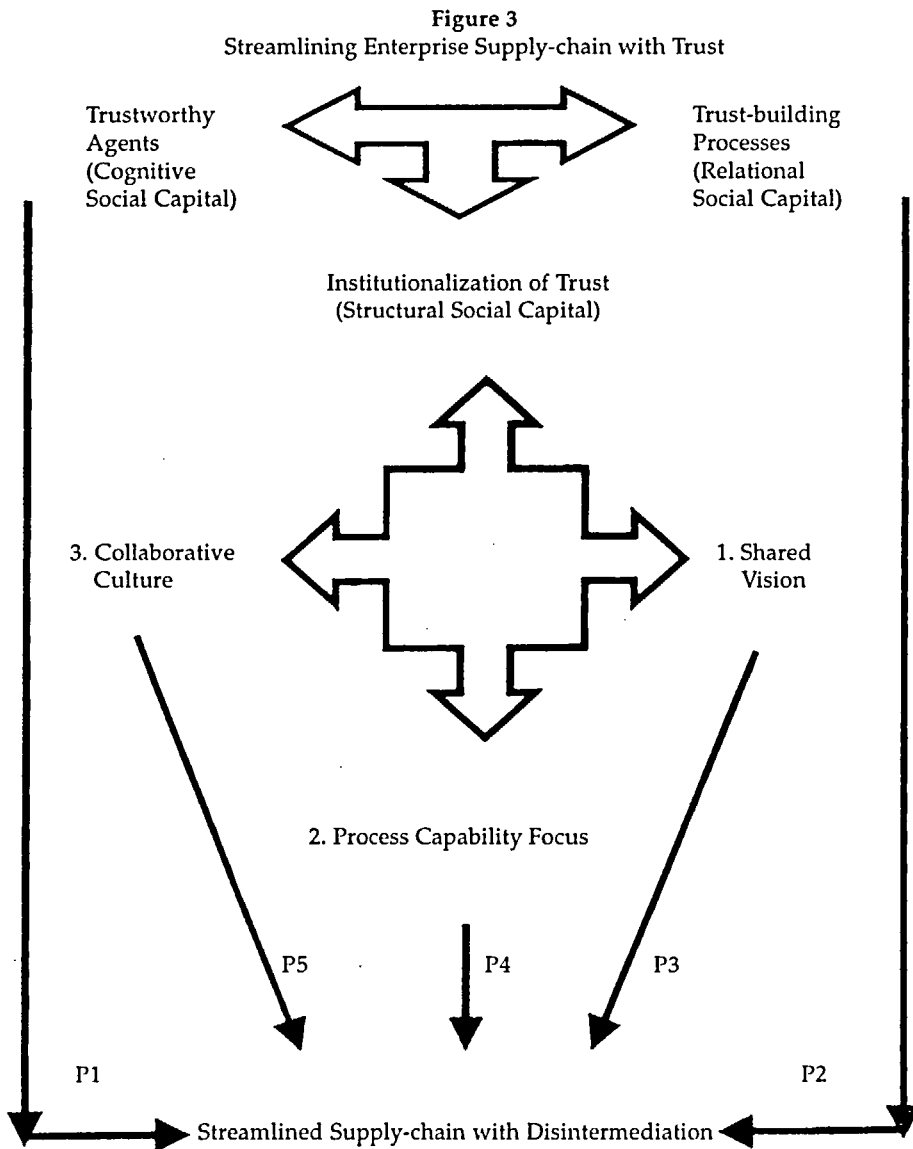 Figure 3
Streamlining Enterprise Supply-chain with Trust
Trustworthy
Agents
(Cognitive
Social Capital)
Trust-building
Processes
(Relational
Social Capital)
Institutionalization of Trust
(Structural Social Capital)
3. Collaborative
Culture
1. Shared
Vision
2. Process Capability Focus
P5
P4
P3
P1
P2
Streamlined Supply-chain with Disintermediation